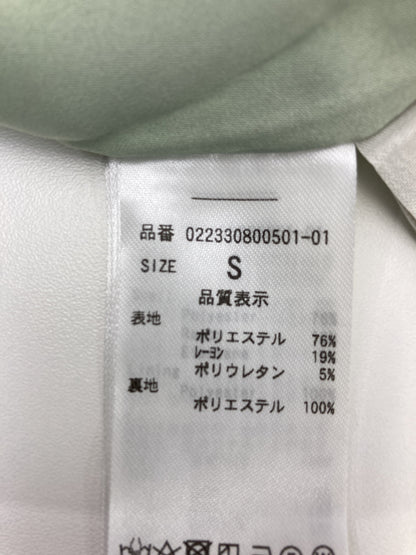 品番 022330800501-01
SIZE S
品質表示
表地
ポリエステル 76%
レーヨン 19%
ポリウレタン 5%
裏地
ポリエステル 100%